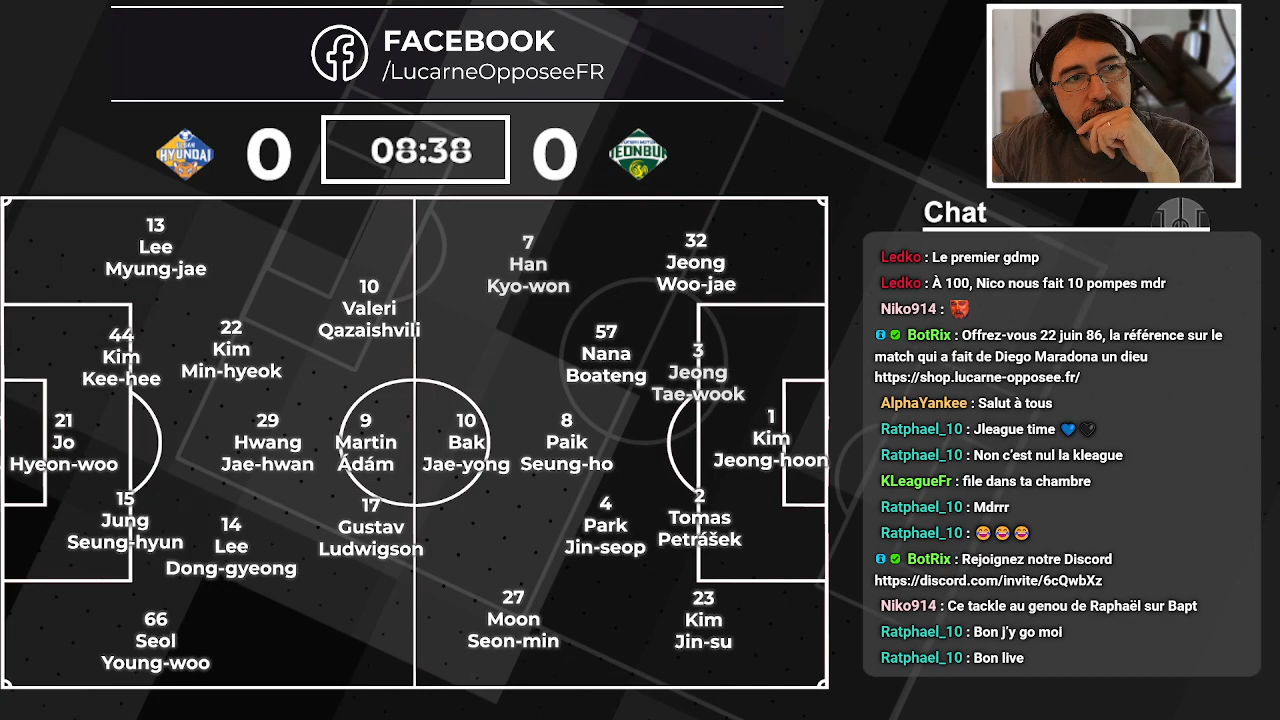 FACEBOOK
/LucarneOpposeeFR
HYUNDAI
0
08:38
0
13
Lee
Myung-jae
44
Kim
Kee-hee
22
Kim
Min-hyeok
10
Valeri
Qazaishvili
21
Jo
Hyeon-woo
29
Hwang
Jae-hwan
9
Martin
Ádám
15
Jung
Seung-hyun
14
Lee
Dong-gyeong
17
Gustav
Ludwigson
66
Seol
Young-woo
7
Han
Kyo-won
32
Jeong
Woo-jae
57
Nana
Boateng
3
Jeong
Tae-wook
10
Bak
Jae-yong
8
Paik
Seung-ho
1
Kim
Jeong-hoon
4
Park
Jin-seop
2
Tomas
Petrášek
27
Moon
Seon-min
23
Kim
Jin-su
Chat
Ledko : Le premier gdmp
Ledko : À 100, Nico nous fait 10 pompes mdr
Niko914 :
BotRix : Offrez-vous 22 juin 86, la référence sur le
match qui a fait de Diego Maradona un dieu
https://shop.lucarne-opposee.fr/
AlphaYankee : Salut à tous
Ratphael_10 : Jleague time 💙🖤
Ratphael_10 : Non c'est nul la kleague
KLeagueFr : file dans ta chambre
Ratphael_10 : Mdrrr
Ratphael_10 : 😂😂😂
BotRix : Rejoignez notre Discord
https://discord.com/invite/6cQwbXz
Niko914 : Ce tackle au genou de Raphaël sur Bapt
Ratphael_10 : Bon j'y go moi
Ratphael_10 : Bon live